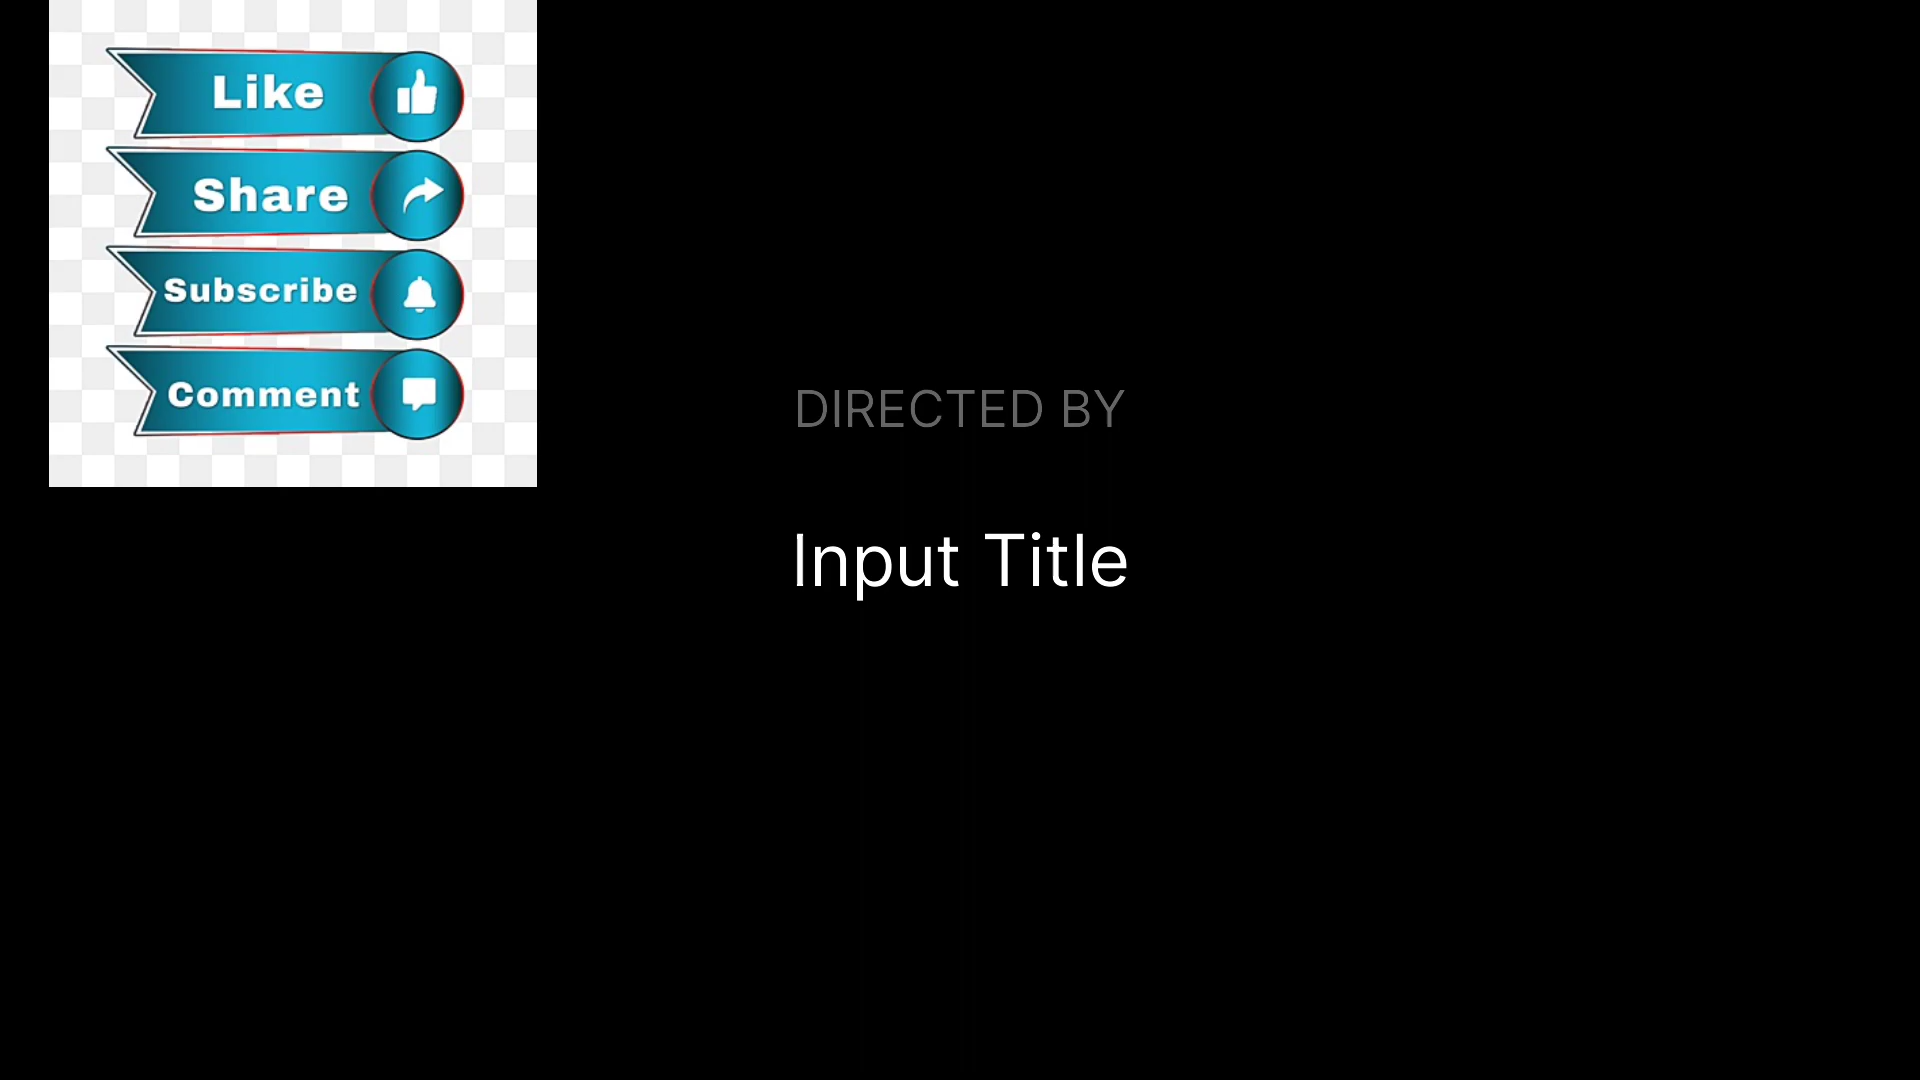 Like
Share
Subscribe
Comment
DIRECTED BY
Input Title